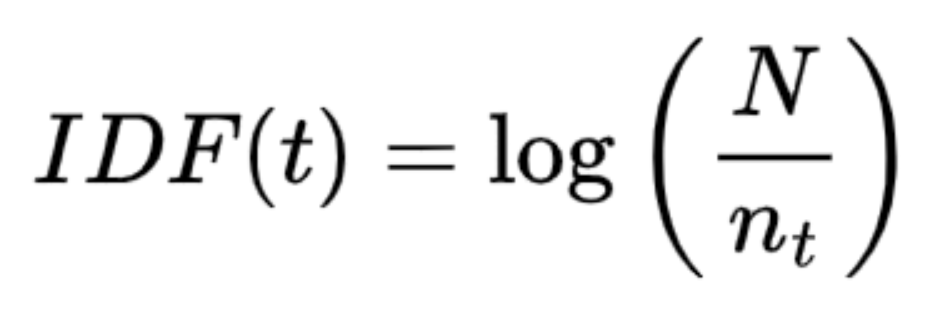 IDF(t) = log(N/n_t)